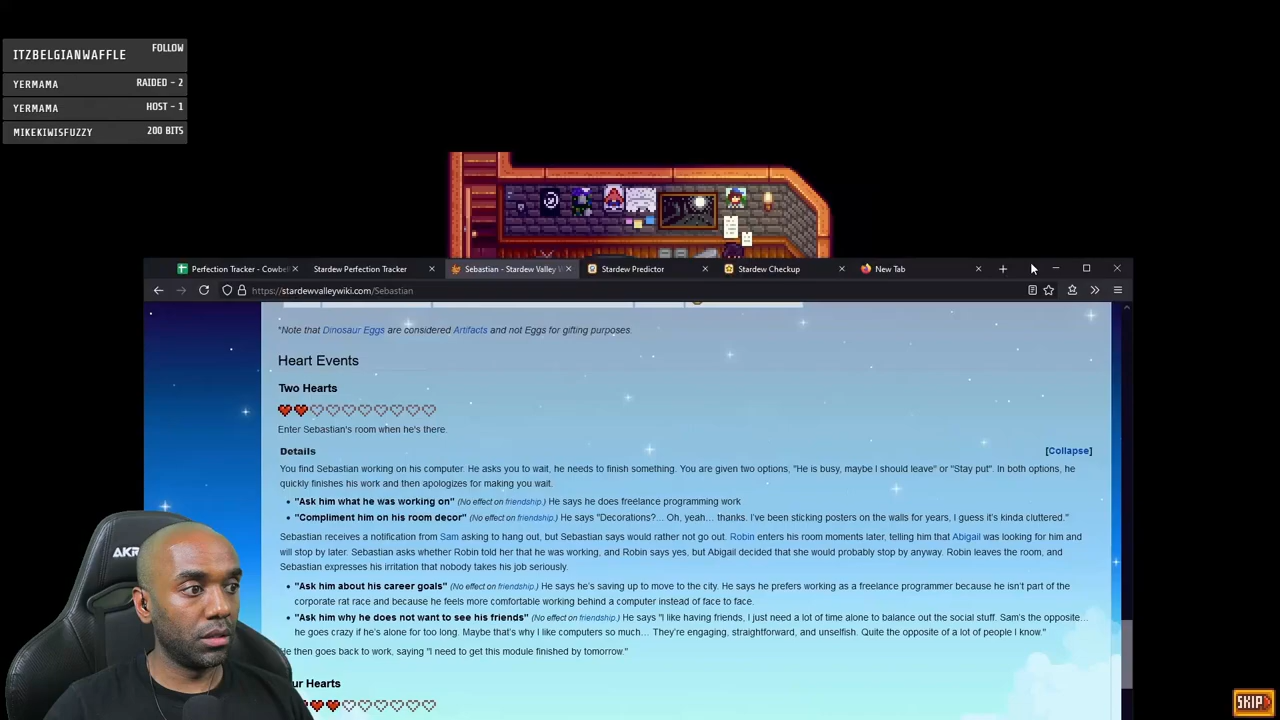 ITZBELGIANWAFFLE FOLLOW
YERMAMA RAIDED - 2
YERMAMA HOST - 1
MIKEKIWISFUZZY 200 BITS
Perfection Tracker - Cowbel
Stardew Perfection Tracker
Sebastian - Stardew Valley
Stardew Predictor
Stardew Checkup
New Tab
https://stardewvalleywiki.com/Sebastian
*Note that Dinosaur Eggs are considered Artifacts and not Eggs for gifting purposes.
Heart Events
Two Hearts
Enter Sebastian's room when he's there.
Details [Collapse]
You find Sebastian working on his computer. He asks you to wait, he needs to finish something. You are given two options, "He is busy, maybe I should leave" or "Stay put". In both options, he
quickly finishes his work and then apologizes for making you wait.
"Ask him what he was working on" (No effect on friendship.) He says he does freelance programming work
"Compliment him on his room decor" (No effect on friendship.) He says "Decorations?... Oh, yeah... thanks. I've been sticking posters on the walls for years, I guess it's kinda cluttered."
Sebastian receives a notification from Sam asking to hang out, but Sebastian says would rather not go out. Robin enters his room moments later, telling him that Abigail was looking for him and
will stop by later. Sebastian asks whether Robin told her that he was working, and Robin says yes, but Abigail decided that she would probably stop by anyway. Robin leaves the room, and
Sebastian expresses his irritation that nobody takes his job seriously.
"Ask him about his career goals" (No effect on friendship.) He says he's saving up to move to the city. He says he prefers working as a freelance programmer because he isn't part of the
corporate rat race and because he feels more comfortable working behind a computer instead of face to face.
"Ask him why he does not want to see his friends" (No effect on friendship.) He says "I like having friends, I just need a lot of time alone to balance out the social stuff. Sam's the opposite...
he goes crazy if he's alone for too long. Maybe that's why I like computers so much... They're engaging, straightforward, and unselfish. Quite the opposite of a lot of people I know."
He then goes back to work, saying "I need to get this module finished by tomorrow."
ur Hearts
AKR
SKIP